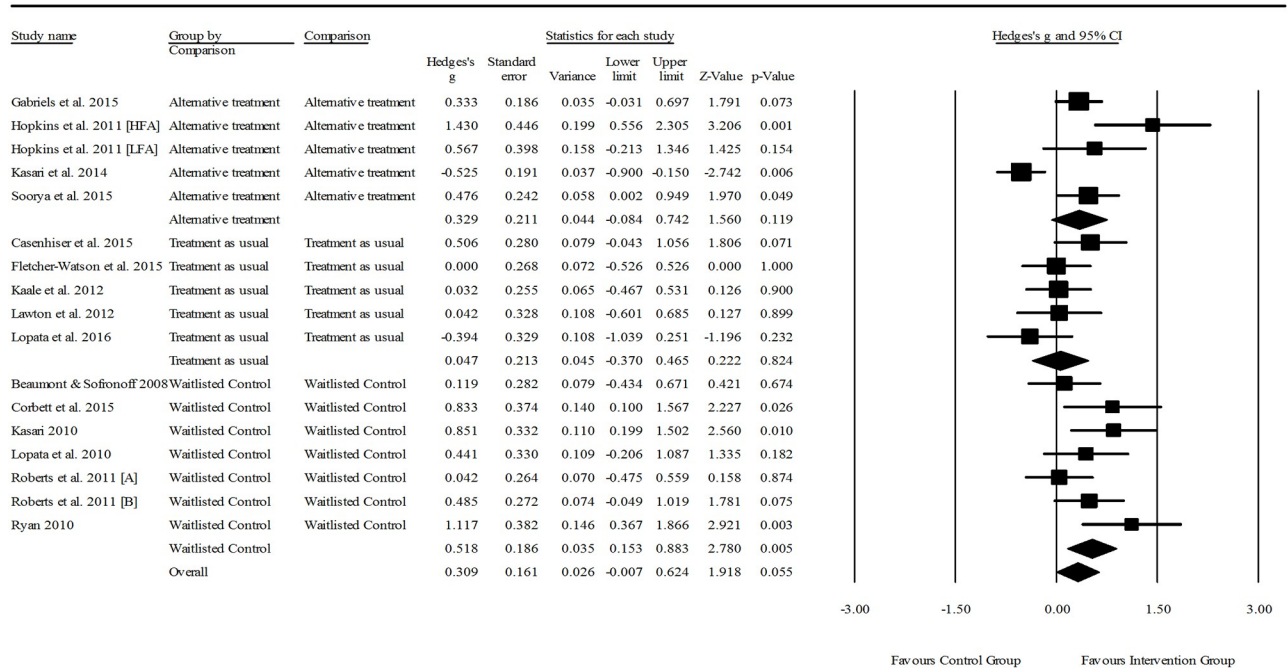 Study name Group by Comparison Statistics for each study Hedges's g and 95% CI
Comparison
Hedges's Standard Lower Upper
g error Variance limit limit Z-Value p-Value
Gabriels et al. 2015 Alternative treatment Alternative treatment 0.333 0.186 0.035 -0.031 0.697 1.791 0.073
Hopkins et al. 2011 [HFA] Alternative treatment Alternative treatment 1.430 0.446 0.199 0.556 2.305 3.206 0.001
Hopkins et al. 2011 [LFA] Alternative treatment Alternative treatment 0.567 0.398 0.158 -0.213 1.346 1.425 0.154
Kasari et al. 2014 Alternative treatment Alternative treatment -0.525 0.191 0.037 -0.900 -0.150 -2.742 0.006
Soorya et al. 2015 Alternative treatment Alternative treatment 0.476 0.242 0.058 0.002 0.949 1.970 0.049
Alternative treatment 0.329 0.211 0.044 -0.084 0.742 1.560 0.119
Casenhiser et al. 2015 Treatment as usual Treatment as usual 0.506 0.280 0.079 -0.043 1.056 1.806 0.071
Fletcher-Watson et al. 2015 Treatment as usual Treatment as usual 0.000 0.268 0.072 -0.526 0.526 0.000 1.000
Kaale et al. 2012 Treatment as usual Treatment as usual 0.032 0.255 0.065 -0.467 0.531 0.126 0.900
Lawton et al. 2012 Treatment as usual Treatment as usual 0.042 0.328 0.108 -0.601 0.685 0.127 0.899
Lopata et al. 2016 Treatment as usual Treatment as usual -0.394 0.329 0.108 -1.039 0.251 -1.196 0.232
Treatment as usual 0.047 0.213 0.045 -0.370 0.465 0.222 0.824
Beaumont & Sofronoff 2008 Waitlisted Control Waitlisted Control 0.119 0.282 0.079 -0.434 0.671 0.421 0.674
Corbett et al. 2015 Waitlisted Control Waitlisted Control 0.833 0.374 0.140 0.100 1.567 2.227 0.026
Kasari 2010 Waitlisted Control Waitlisted Control 0.851 0.332 0.110 0.199 1.502 2.560 0.010
Lopata et al. 2010 Waitlisted Control Waitlisted Control 0.441 0.330 0.109 -0.206 1.087 1.335 0.182
Roberts et al. 2011 [A] Waitlisted Control Waitlisted Control 0.042 0.264 0.070 -0.475 0.559 0.158 0.874
Roberts et al. 2011 [B] Waitlisted Control Waitlisted Control 0.485 0.272 0.074 -0.049 1.019 1.781 0.075
Ryan 2010 Waitlisted Control Waitlisted Control 1.117 0.382 0.146 0.367 1.866 2.921 0.003
Waitlisted Control 0.518 0.186 0.035 0.153 0.883 2.780 0.005
Overall 0.309 0.161 0.026 -0.007 0.624 1.918 0.055
-3.00 -1.50 0.00 1.50 3.00
Favours Control Group Favours Intervention Group